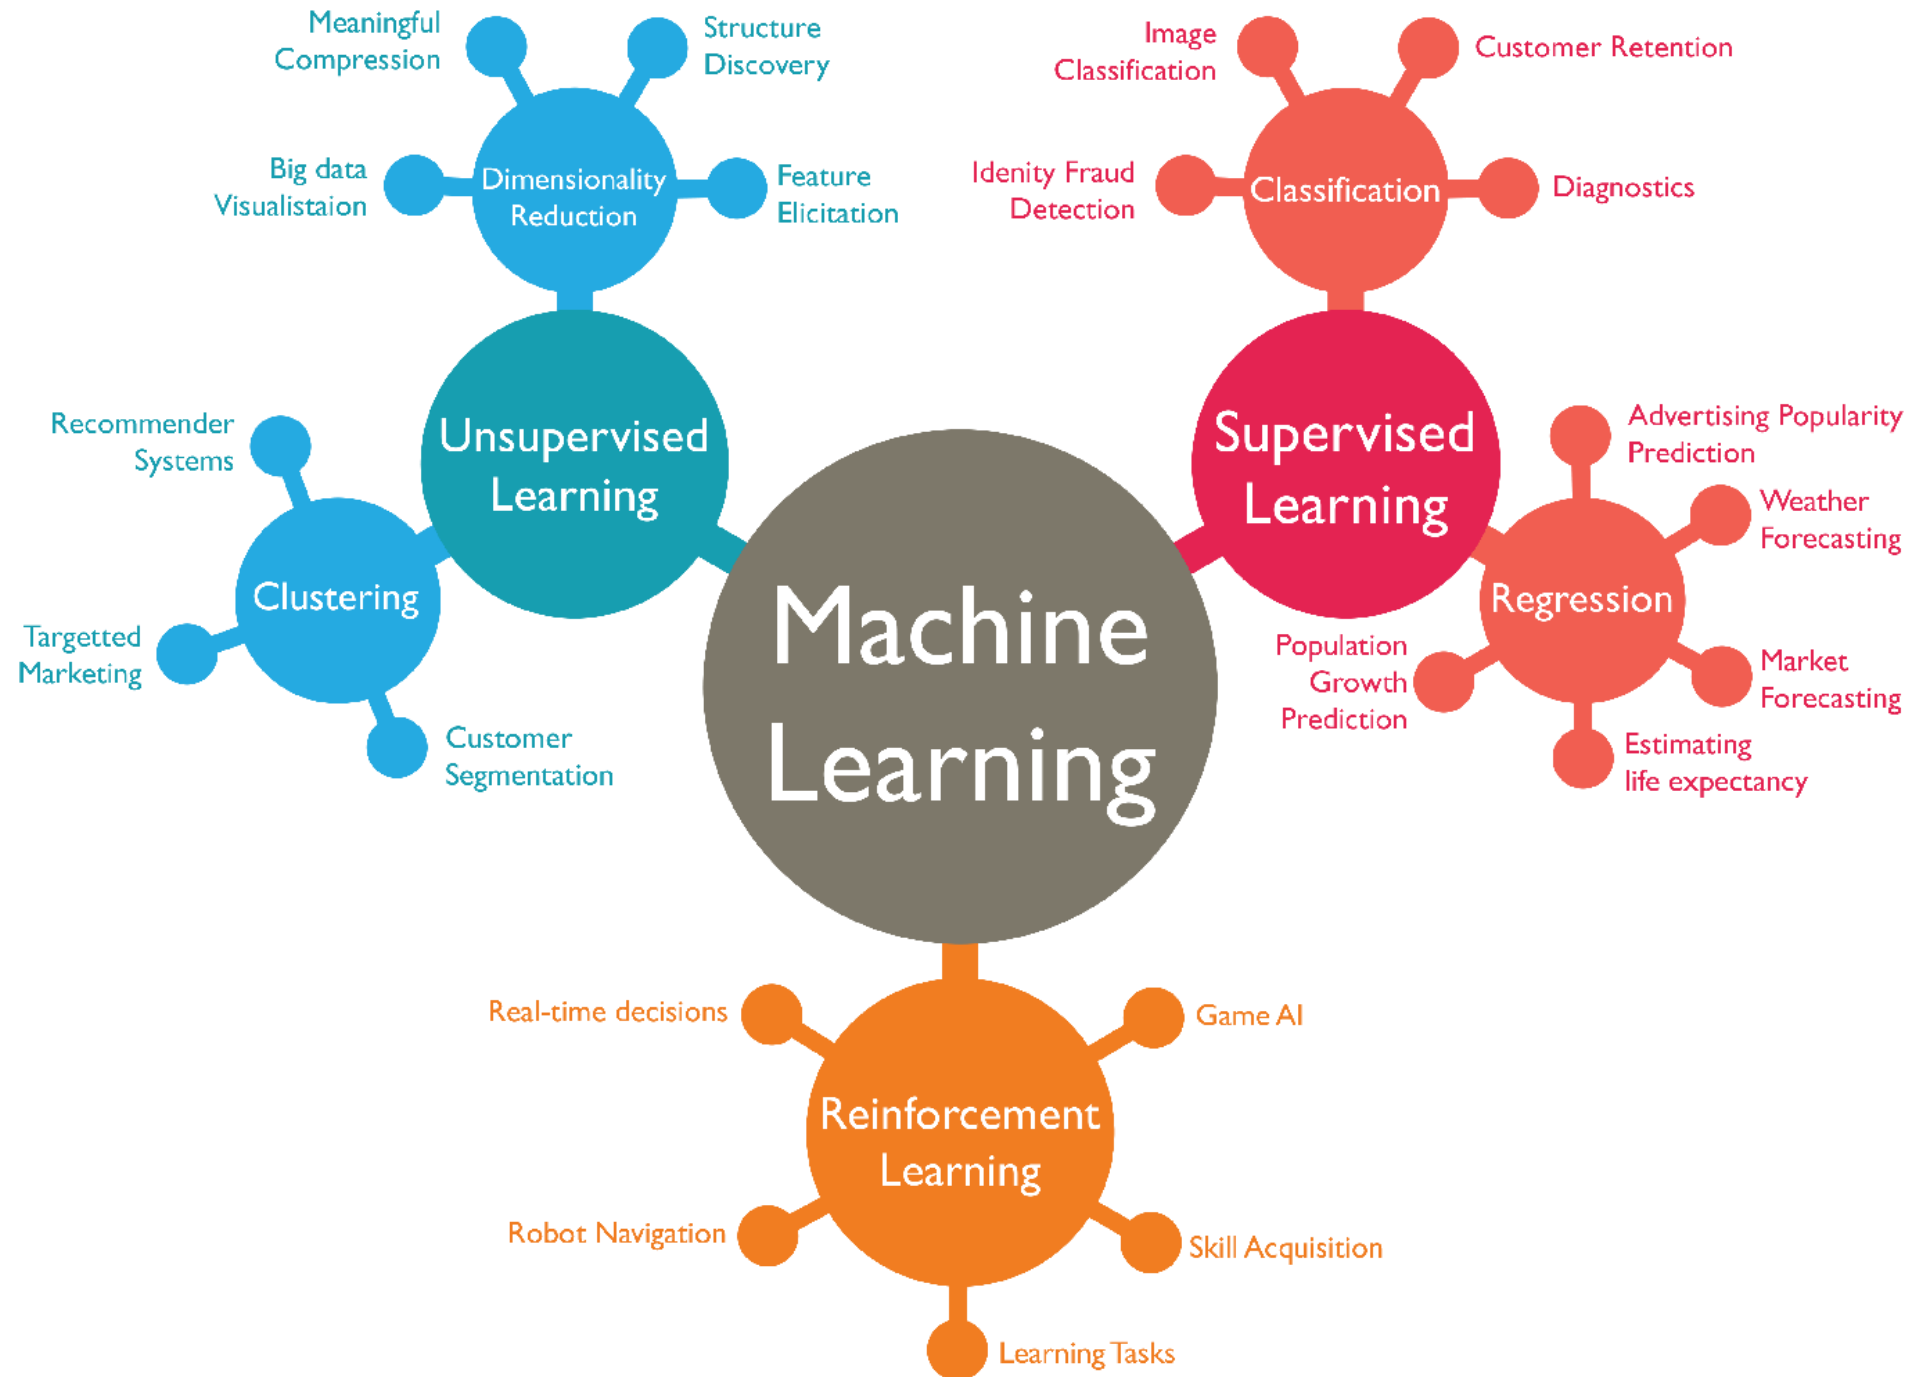 Meaningful
Compression
Structure
Discovery
Big data
Visualistaion
Dimensionality
Reduction
Feature
Elicitation
Image
Classification
Customer Retention
Idenity Fraud
Detection
Classification
Diagnostics
Unsupervised
Learning
Supervised
Learning
Recommender
Systems
Clustering
Targetted
Marketing
Customer
Segmentation
Machine
Learning
Advertising Popularity
Prediction
Weather
Forecasting
Regression
Population
Growth
Prediction
Market
Forecasting
Estimating
life expectancy
Real-time decisions
Game AI
Reinforcement
Learning
Robot Navigation
Skill Acquisition
Learning Tasks